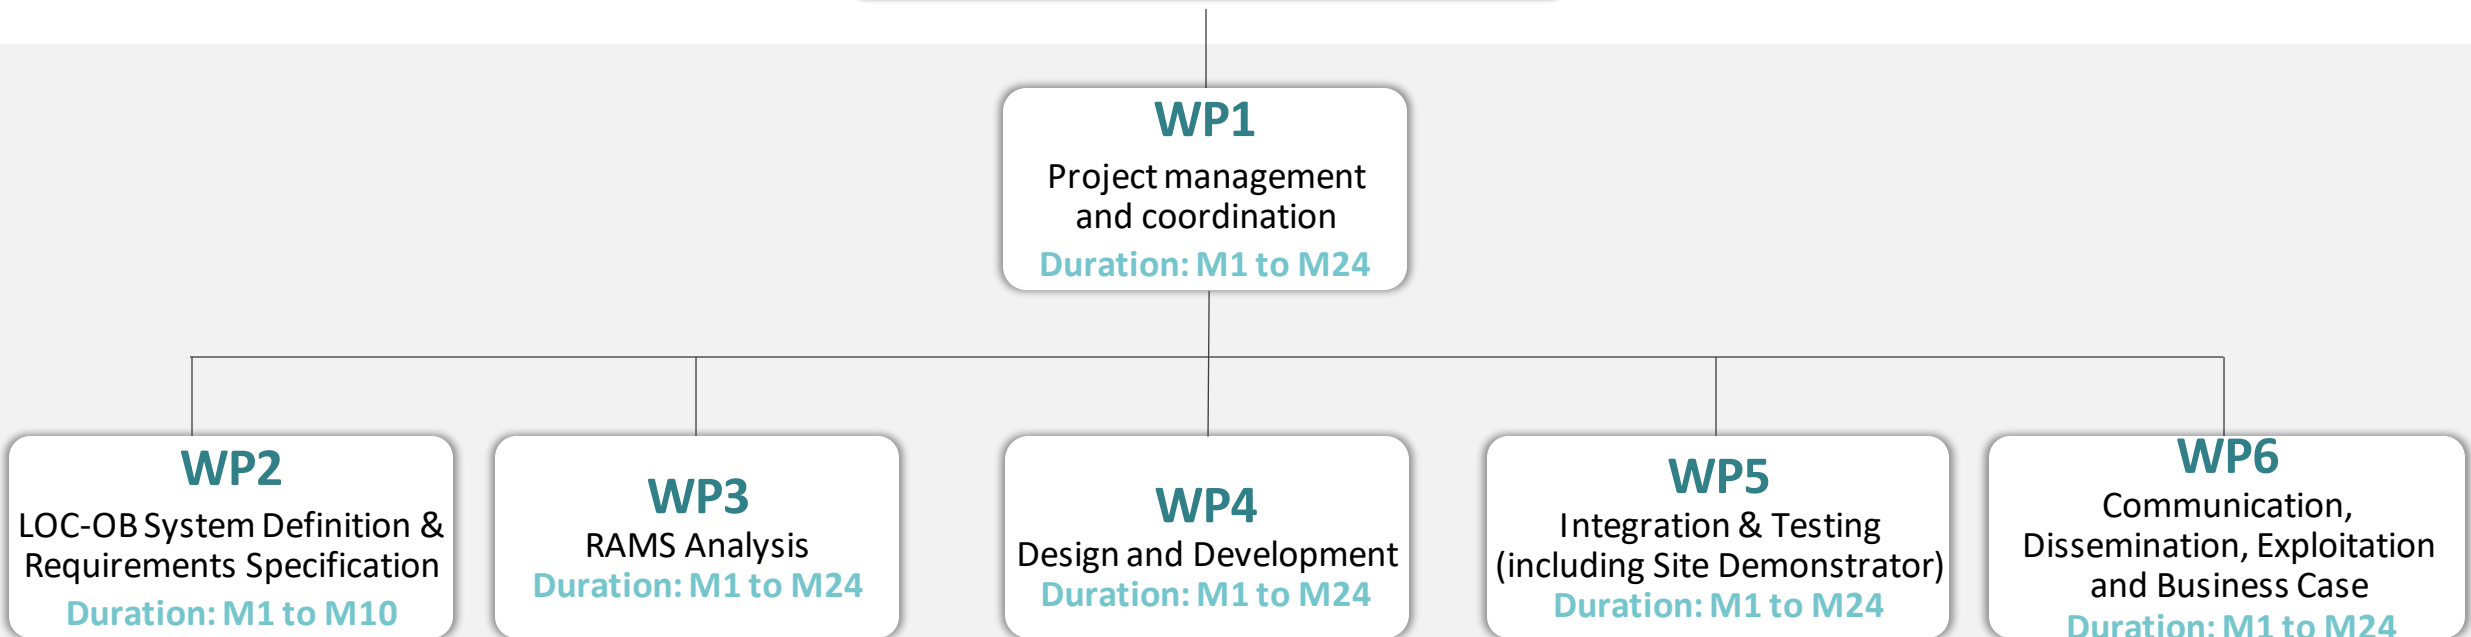 WP1
Project management
and coordination
Duration: M1 to M24
WP2
LOC-OB System Definition &
Requirements Specification
Duration: M1 to M10
WP3
RAMS Analysis
Duration: M1 to M24
WP4
Design and Development
Duration: M1 to M24
WP5
Integration & Testing
(including Site Demonstrator)
Duration: M1 to M24
WP6
Communication,
Dissemination, Exploitation
and Business Case
Duration: M1 to M24